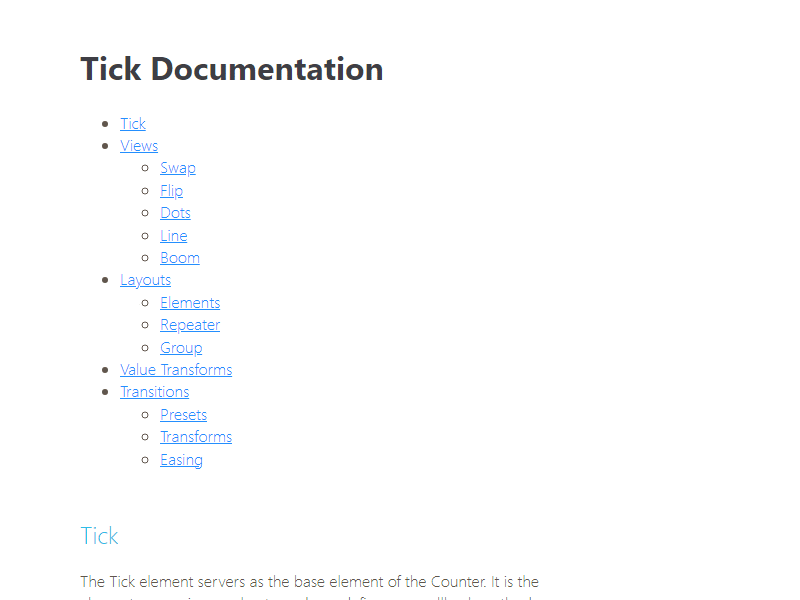 Tick Documentation
Tick
Views
Swap
Flip
Dots
Line
Boom
Layouts
Elements
Repeater
Group
Value Transforms
Transitions
Presets
Transforms
Easing
Tick
The Tick element servers as the base element of the Counter. It is the